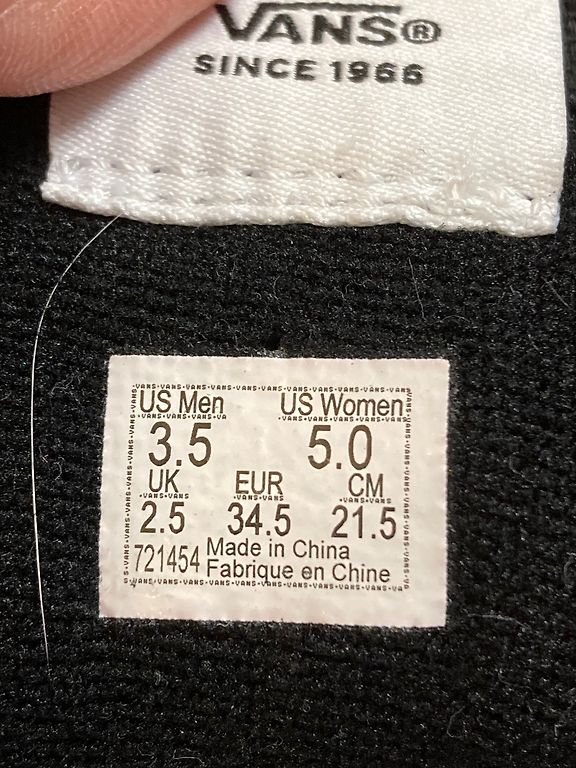 VANS®
SINCE 1966
US Men US Women
3.5 5.0
UK EUR CM
2.5 34.5 21.5
721454 Made in China
Fabrique en Chine